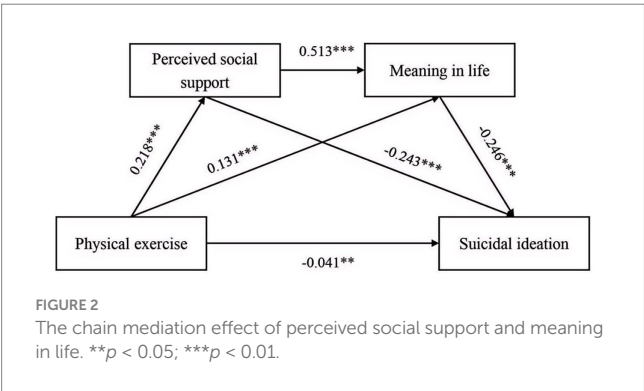 Perceived social
support
0.513***
Meaning in life
0.218***
0.131***
-0.243***
-0.246***
Physical exercise
Suicidal ideation
-0.041**
FIGURE 2
The chain mediation effect of perceived social support and meaning
in life. **p < 0.05; ***p < 0.01.